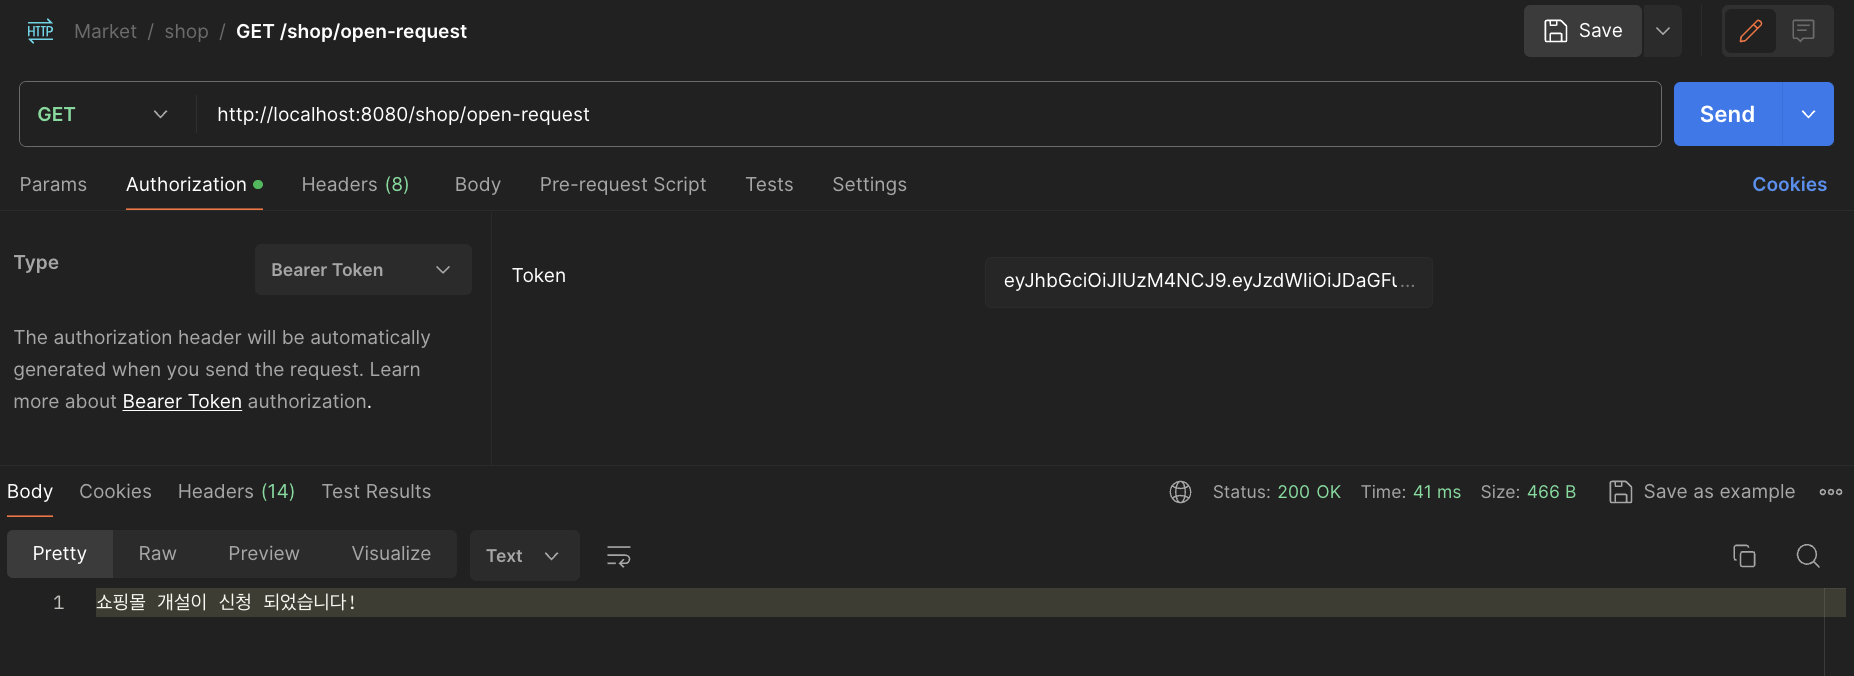 HTTP Market / shop / GET /shop/open-request Save
GET http://localhost:8080/shop/open-request Send
Params Authorization Headers (8) Body Pre-request Script Tests Settings Cookies
Type Bearer Token
Token eyJhbGciOiJIUzM4NCJ9.eyJzdWIiOiJDaGFu...
The authorization header will be automatically
generated when you send the request. Learn
more about Bearer Token authorization.
Body Cookies Headers (14) Test Results Status: 200 OK Time: 41 ms Size: 466 B Save as example
Pretty Raw Preview Visualize Text
1 쇼핑몰 개설이 신청 되었습니다!